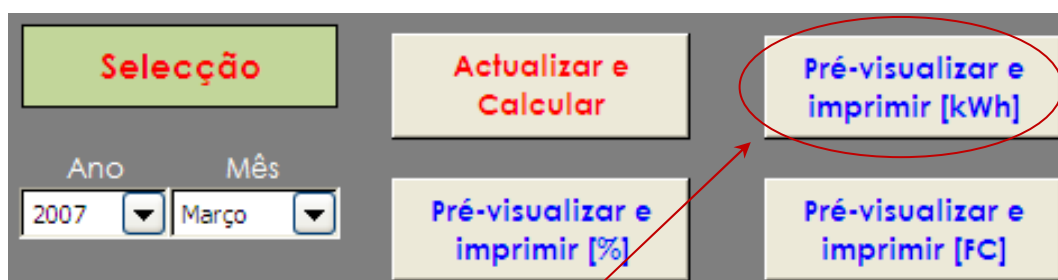 Selecção
Actualizar e
Calcular
Pré-visualizar e
imprimir [kWh]
Ano
Mês
2007
Março
Pré-visualizar e
imprimir [%]
Pré-visualizar e
imprimir [FC]